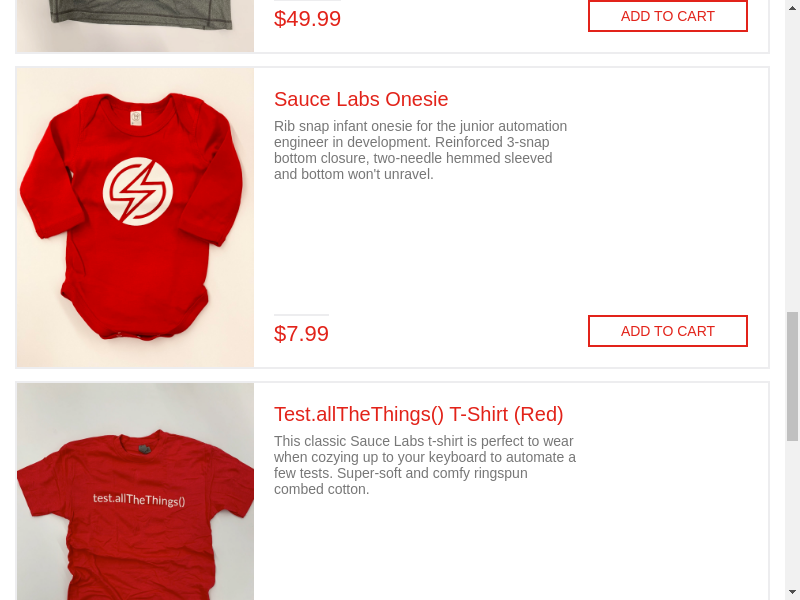 $49.99
ADD TO CART
Sauce Labs Onesie
Rib snap infant onesie for the junior automation
engineer in development. Reinforced 3-snap
bottom closure, two-needle hemmed sleeved
and bottom won't unravel.
$7.99
ADD TO CART
Test.allTheThings() T-Shirt (Red)
This classic Sauce Labs t-shirt is perfect to wear
when cozying up to your keyboard to automate a
few tests. Super-soft and comfy ringspun
combed cotton.
test.allTheThings()